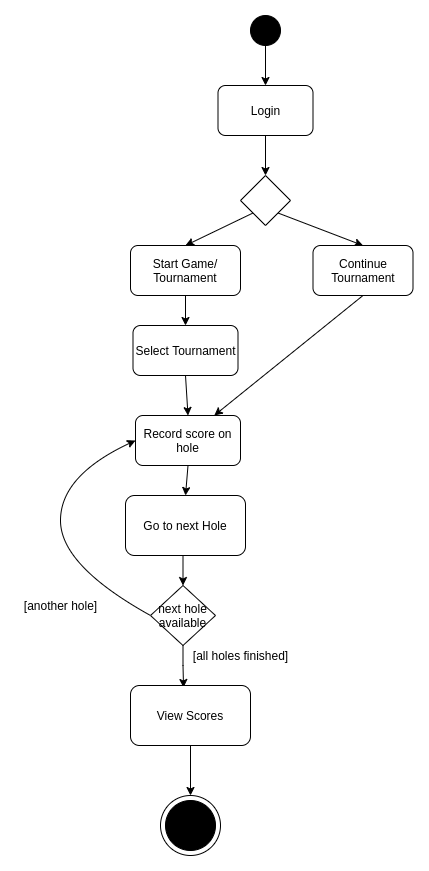 Login
Start Game/
Tournament
Continue
Tournament
Select Tournament
Record score on
hole
Go to next Hole
[another hole]
next hole
available
[all holes finished]
View Scores